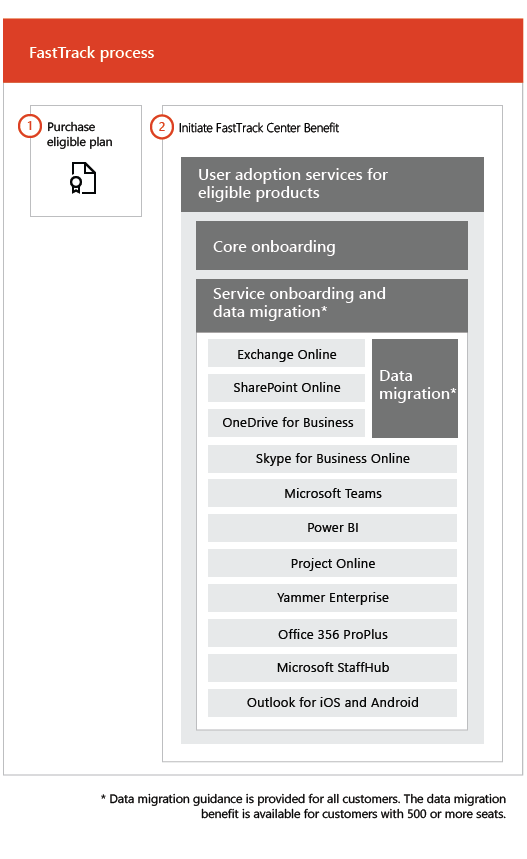 FastTrack process
1
Purchase
eligible plan
2
Initiate FastTrack Center Benefit
User adoption services for
eligible products
Core onboarding
Service onboarding and
data migration*
Exchange Online
SharePoint Online
OneDrive for Business
Data
migration*
Skype for Business Online
Microsoft Teams
Power BI
Project Online
Yammer Enterprise
Office 356 ProPlus
Microsoft StaffHub
Outlook for iOS and Android
* Data migration guidance is provided for all customers. The data migration
benefit is available for customers with 500 or more seats.